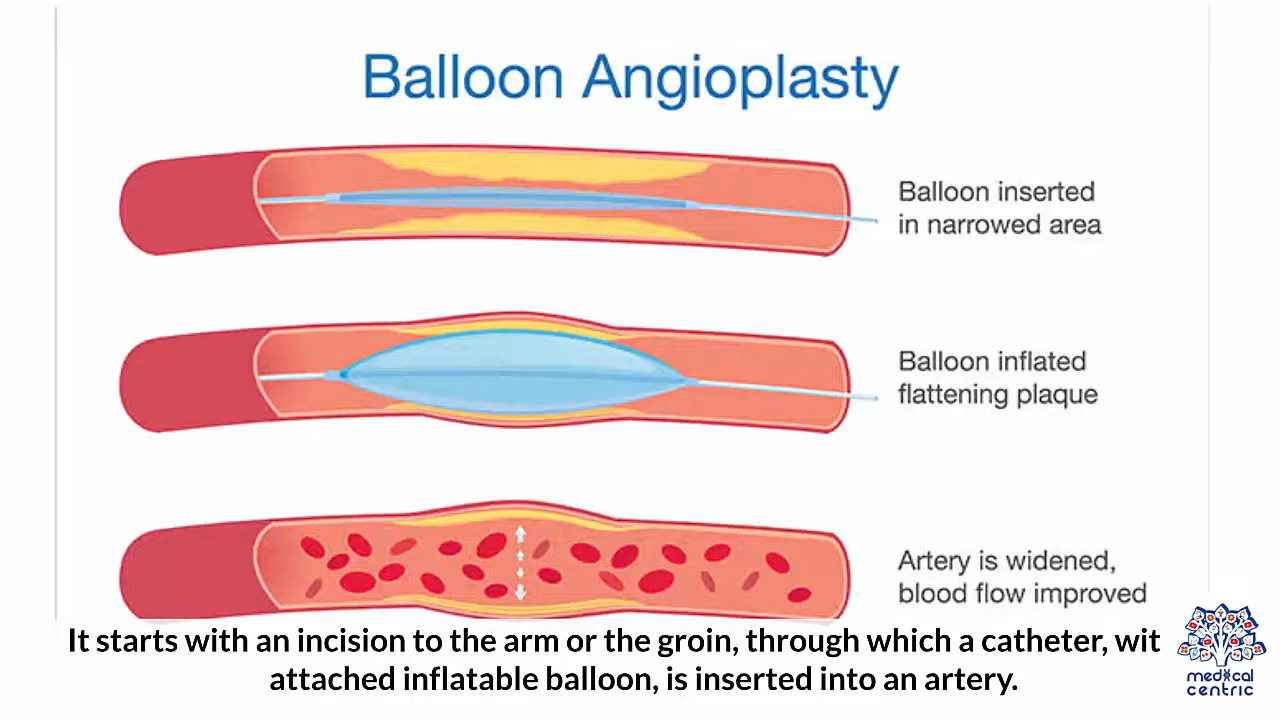 Balloon Angioplasty
Balloon inserted
in narrowed area
Balloon inflated
flattening plaque
Artery is widened,
blood flow improved
It starts with an incision to the arm or the groin, through which a catheter, wit
attached inflatable balloon, is inserted into an artery.
medical
centric